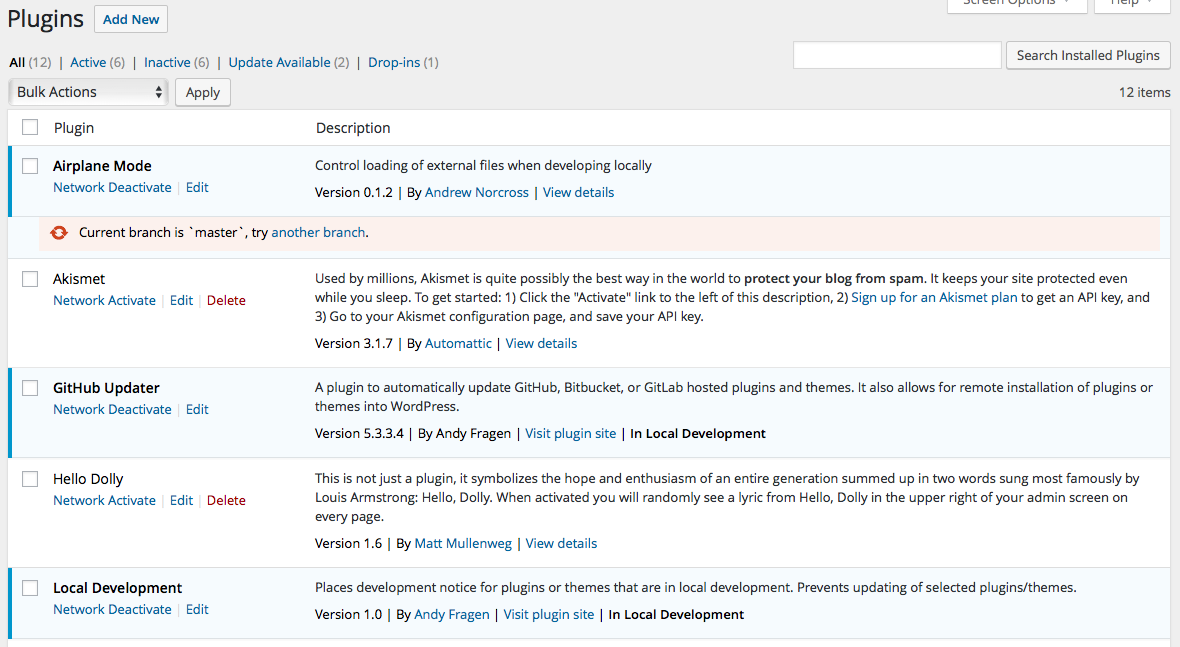 Screen Options Help
Plugins Add New
All (12) | Active (6) | Inactive (6) | Update Available (2) | Drop-ins (1)
Search Installed Plugins
Bulk Actions Apply
12 items
Plugin Description
Airplane Mode
Network Deactivate | Edit
Control loading of external files when developing locally
Version 0.1.2 | By Andrew Norcross | View details
Current branch is `master`, try another branch.
Akismet
Network Activate | Edit | Delete
Used by millions, Akismet is quite possibly the best way in the world to protect your blog from spam. It keeps your site protected even
while you sleep. To get started: 1) Click the "Activate" link to the left of this description, 2) Sign up for an Akismet plan to get an API key, and
3) Go to your Akismet configuration page, and save your API key.
Version 3.1.7 | By Automattic | View details
GitHub Updater
Network Deactivate | Edit
A plugin to automatically update GitHub, Bitbucket, or GitLab hosted plugins and themes. It also allows for remote installation of plugins or
themes into WordPress.
Version 5.3.3.4 | By Andy Fragen | Visit plugin site | In Local Development
Hello Dolly
Network Activate | Edit | Delete
This is not just a plugin, it symbolizes the hope and enthusiasm of an entire generation summed up in two words sung most famously by
Louis Armstrong: Hello, Dolly. When activated you will randomly see a lyric from Hello, Dolly in the upper right of your admin screen on
every page.
Version 1.6 | By Matt Mullenweg | View details
Local Development
Network Deactivate | Edit
Places development notice for plugins or themes that are in local development. Prevents updating of selected plugins/themes.
Version 1.0 | By Andy Fragen | Visit plugin site | In Local Development